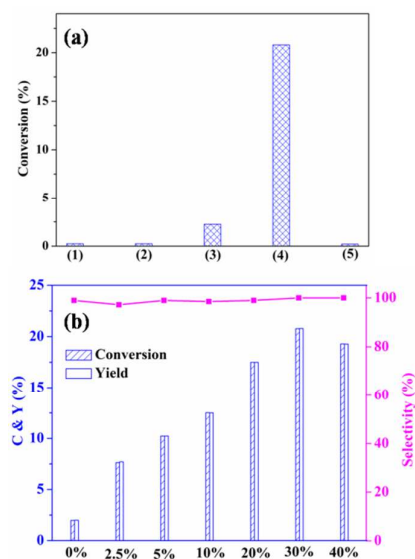 (a)
Conversion (%)
20
15
10
5
0
(1) (2) (3) (4) (5)
(b)
C & Y (%)
25
20
15
10
5
0
Conversion
Yield
Selectivity (%)
100
80
60
40
20
0
0% 2.5% 5% 10% 20% 30% 40%